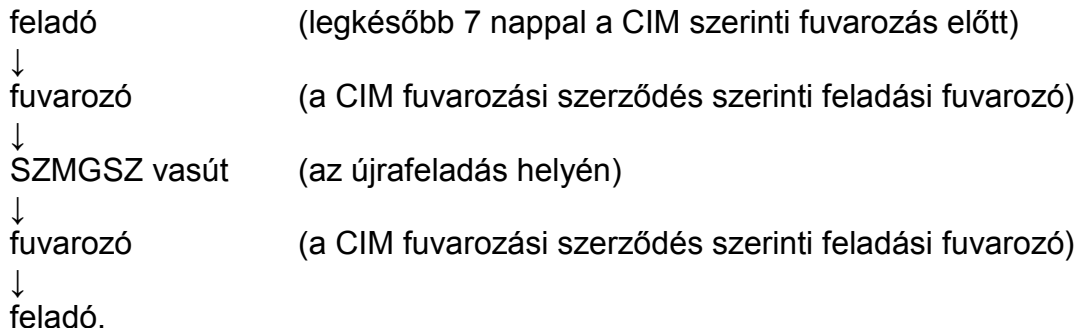 feladó (legkésőbb 7 nappal a CIM szerinti fuvarozás előtt)
↓
fuvarozó (a CIM fuvarozási szerződés szerinti feladási fuvarozó)
↓
SZMGSZ vasút (az újrafeladás helyén)
↓
fuvarozó (a CIM fuvarozási szerződés szerinti feladási fuvarozó)
↓
feladó.